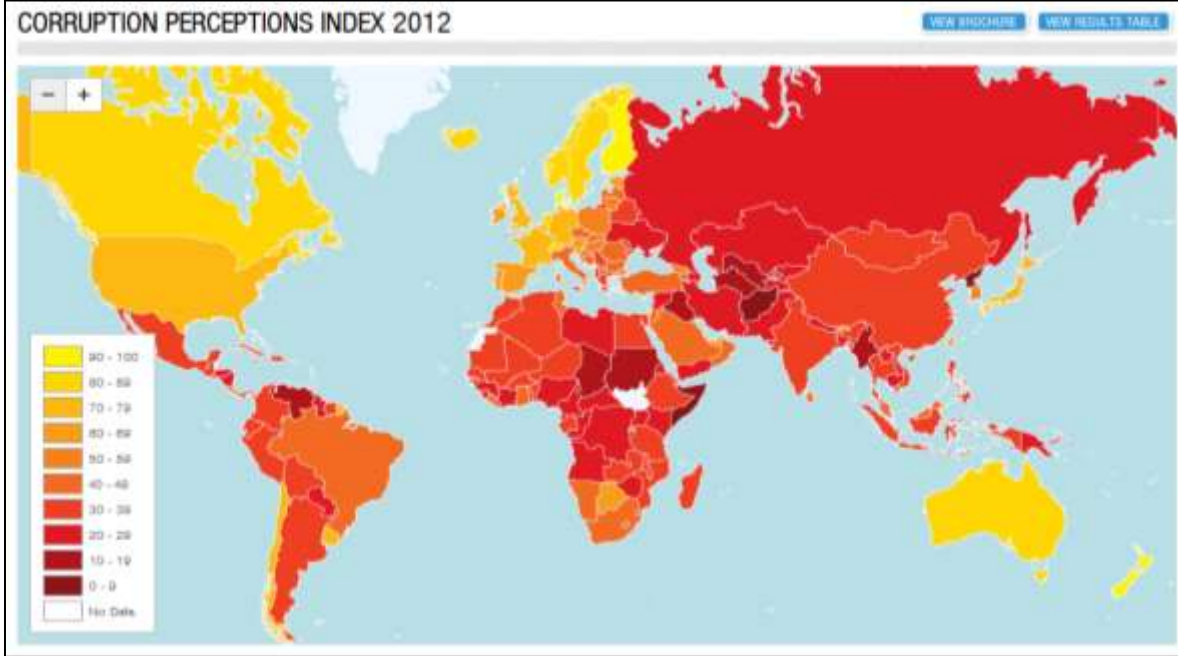 CORRUPTION PERCEPTIONS INDEX 2012
VIEW BROCHURE
VIEW RESULTS TABLE
− +
90 - 100
80 - 89
70 - 79
60 - 69
50 - 59
40 - 49
30 - 39
20 - 29
10 - 19
0 - 9
No Data